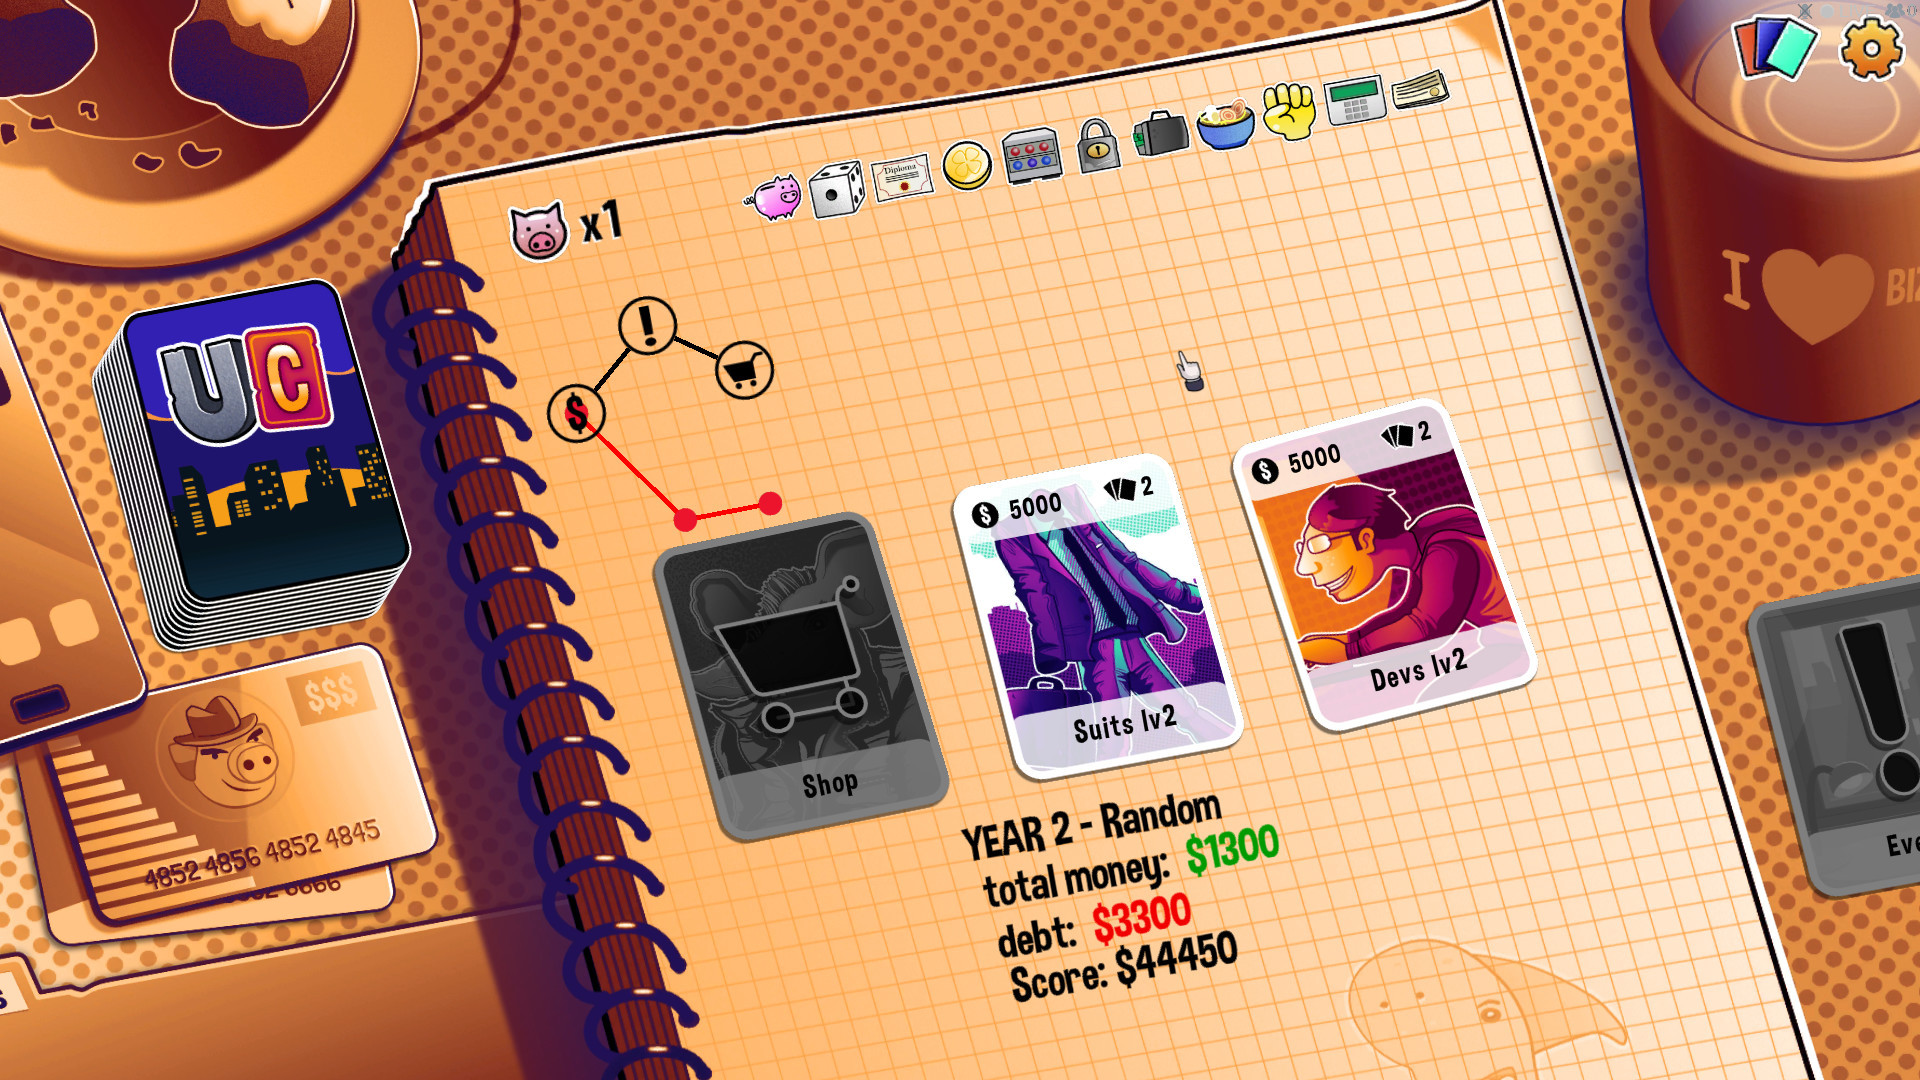 x1
Diploma
I BIZ
UC
$
5000 2
5000 2
$$$
Suits lv2
Devs lv2
Shop
4852 4856 4852 4845
YEAR 2 - Random
total money: $1300
debt: $3300
Score: $44450